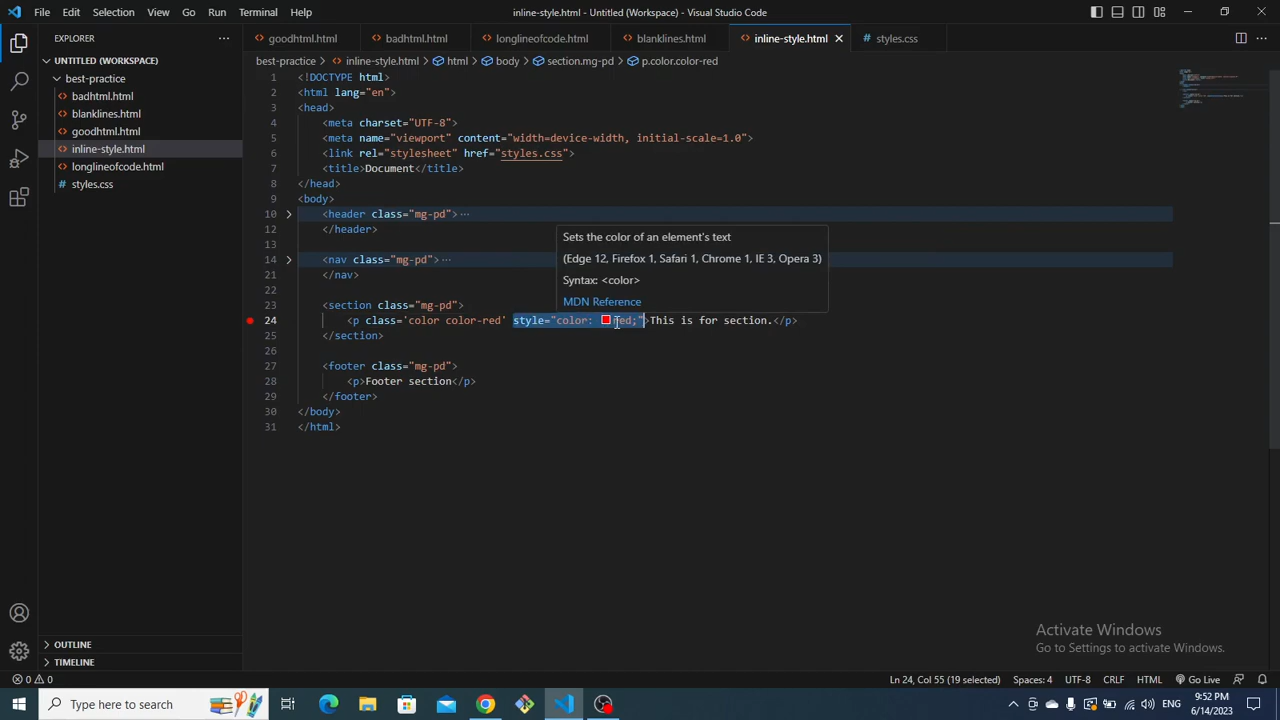 File Edit Selection View Go Run Terminal Help
inline-style.html - Untitled (Workspace) - Visual Studio Code
EXPLORER
goodhtml.html badhtml.html longlineofcode.html blanklines.html inline-style.html # styles.css
UNTITLED (WORKSPACE)
best-practice
badhtml.html
blanklines.html
goodhtml.html
inline-style.html
longlineofcode.html
# styles.css
best-practice > inline-style.html > html > body > section.mg-pd > p.color.color-red
1 <!DOCTYPE html>
2 <html lang="en">
3 <head>
4 <meta charset="UTF-8">
5 <meta name="viewport" content="width=device-width, initial-scale=1.0">
6 <link rel="stylesheet" href="styles.css">
7 <title>Document</title>
8 </head>
9 <body>
10 <header class="mg-pd">···
12 </header>
13
14 <nav class="mg-pd">···
21 </nav>
22
23 <section class="mg-pd">
24 <p class='color color-red' style="color: red;">This is for section.</p>
25 </section>
26
27 <footer class="mg-pd">
28 <p>Footer section</p>
29 </footer>
30 </body>
31 </html>
Sets the color of an element's text
(Edge 12, Firefox 1, Safari 1, Chrome 1, IE 3, Opera 3)
Syntax: <color>
MDN Reference
OUTLINE
TIMELINE
Activate Windows
Go to Settings to activate Windows.
0 0
Ln 24, Col 55 (19 selected) Spaces: 4 UTF-8 CRLF HTML Go Live
Type here to search
ENG
9:52 PM
6/14/2023